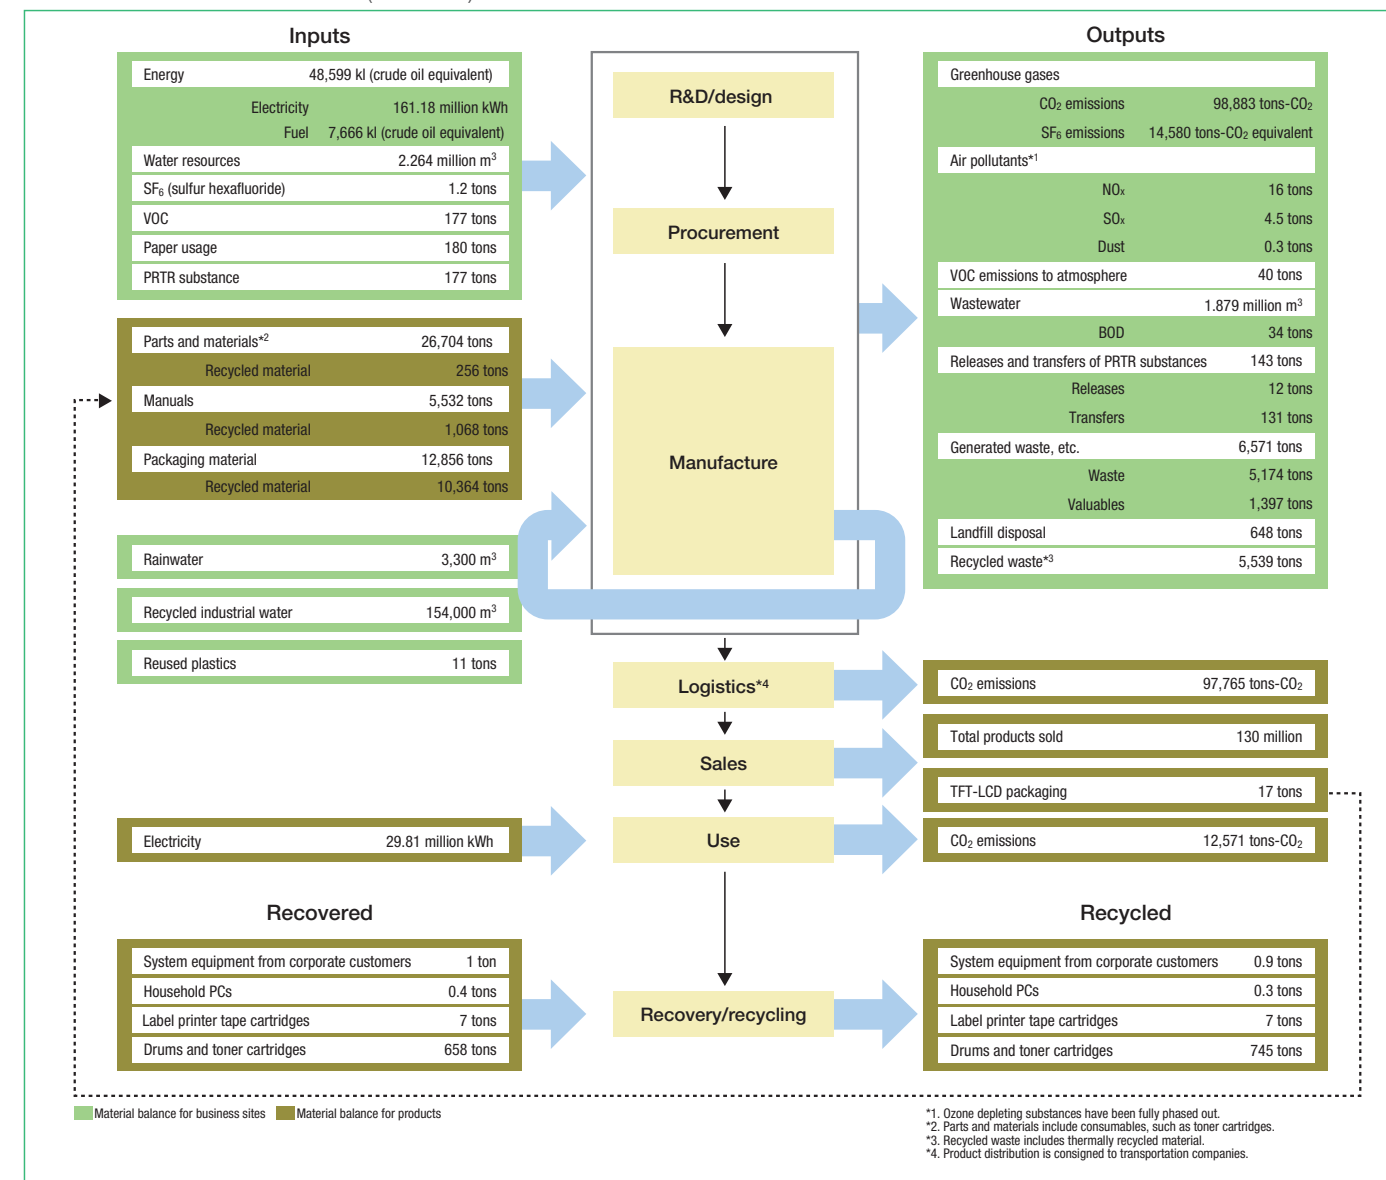 Inputs
Energy 48,599 kl (crude oil equivalent)
Electricity 161.18 million kWh
Fuel 7,666 kl (crude oil equivalent)
Water resources 2.264 million m³
SF₆ (sulfur hexafluoride) 1.2 tons
VOC 177 tons
Paper usage 180 tons
PRTR substance 177 tons
Parts and materials*2 26,704 tons
Recycled material 256 tons
Manuals 5,532 tons
Recycled material 1,068 tons
Packaging material 12,856 tons
Recycled material 10,364 tons
Rainwater 3,300 m³
Recycled industrial water 154,000 m³
Reused plastics 11 tons
Electricity 29.81 million kWh
R&D/design
Procurement
Manufacture
Logistics*4
Sales
Use
Outputs
Greenhouse gases
CO₂ emissions 98,883 tons-CO₂
SF₆ emissions 14,580 tons-CO₂ equivalent
Air pollutants*1
NOx 16 tons
SOx 4.5 tons
Dust 0.3 tons
VOC emissions to atmosphere 40 tons
Wastewater 1.879 million m³
BOD 34 tons
Releases and transfers of PRTR substances 143 tons
Releases 12 tons
Transfers 131 tons
Generated waste, etc. 6,571 tons
Waste 5,174 tons
Valuables 1,397 tons
Landfill disposal 648 tons
Recycled waste*3 5,539 tons
CO₂ emissions 97,765 tons-CO₂
Total products sold 130 million
TFT-LCD packaging 17 tons
CO₂ emissions 12,571 tons-CO₂
Recovered
System equipment from corporate customers 1 ton
Household PCs 0.4 tons
Label printer tape cartridges 7 tons
Drums and toner cartridges 658 tons
Recovery/recycling
Recycled
System equipment from corporate customers 0.9 tons
Household PCs 0.3 tons
Label printer tape cartridges 7 tons
Drums and toner cartridges 745 tons
Material balance for business sites Material balance for products
*1. Ozone depleting substances have been fully phased out.
*2. Parts and materials include consumables, such as toner cartridges.
*3. Recycled waste includes thermally recycled material.
*4. Product distribution is consigned to transportation companies.